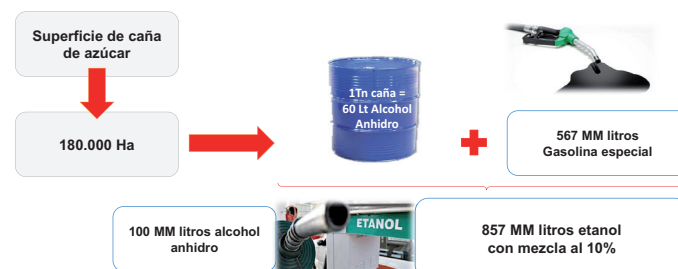 Superficie de caña
de azúcar
180.000 Ha
1Tn caña =
60 Lt Alcohol
Anhidro
567 MM litros
Gasolina especial
100 MM litros alcohol
anhidro
ETANOL
857 MM litros etanol
con mezcla al 10%